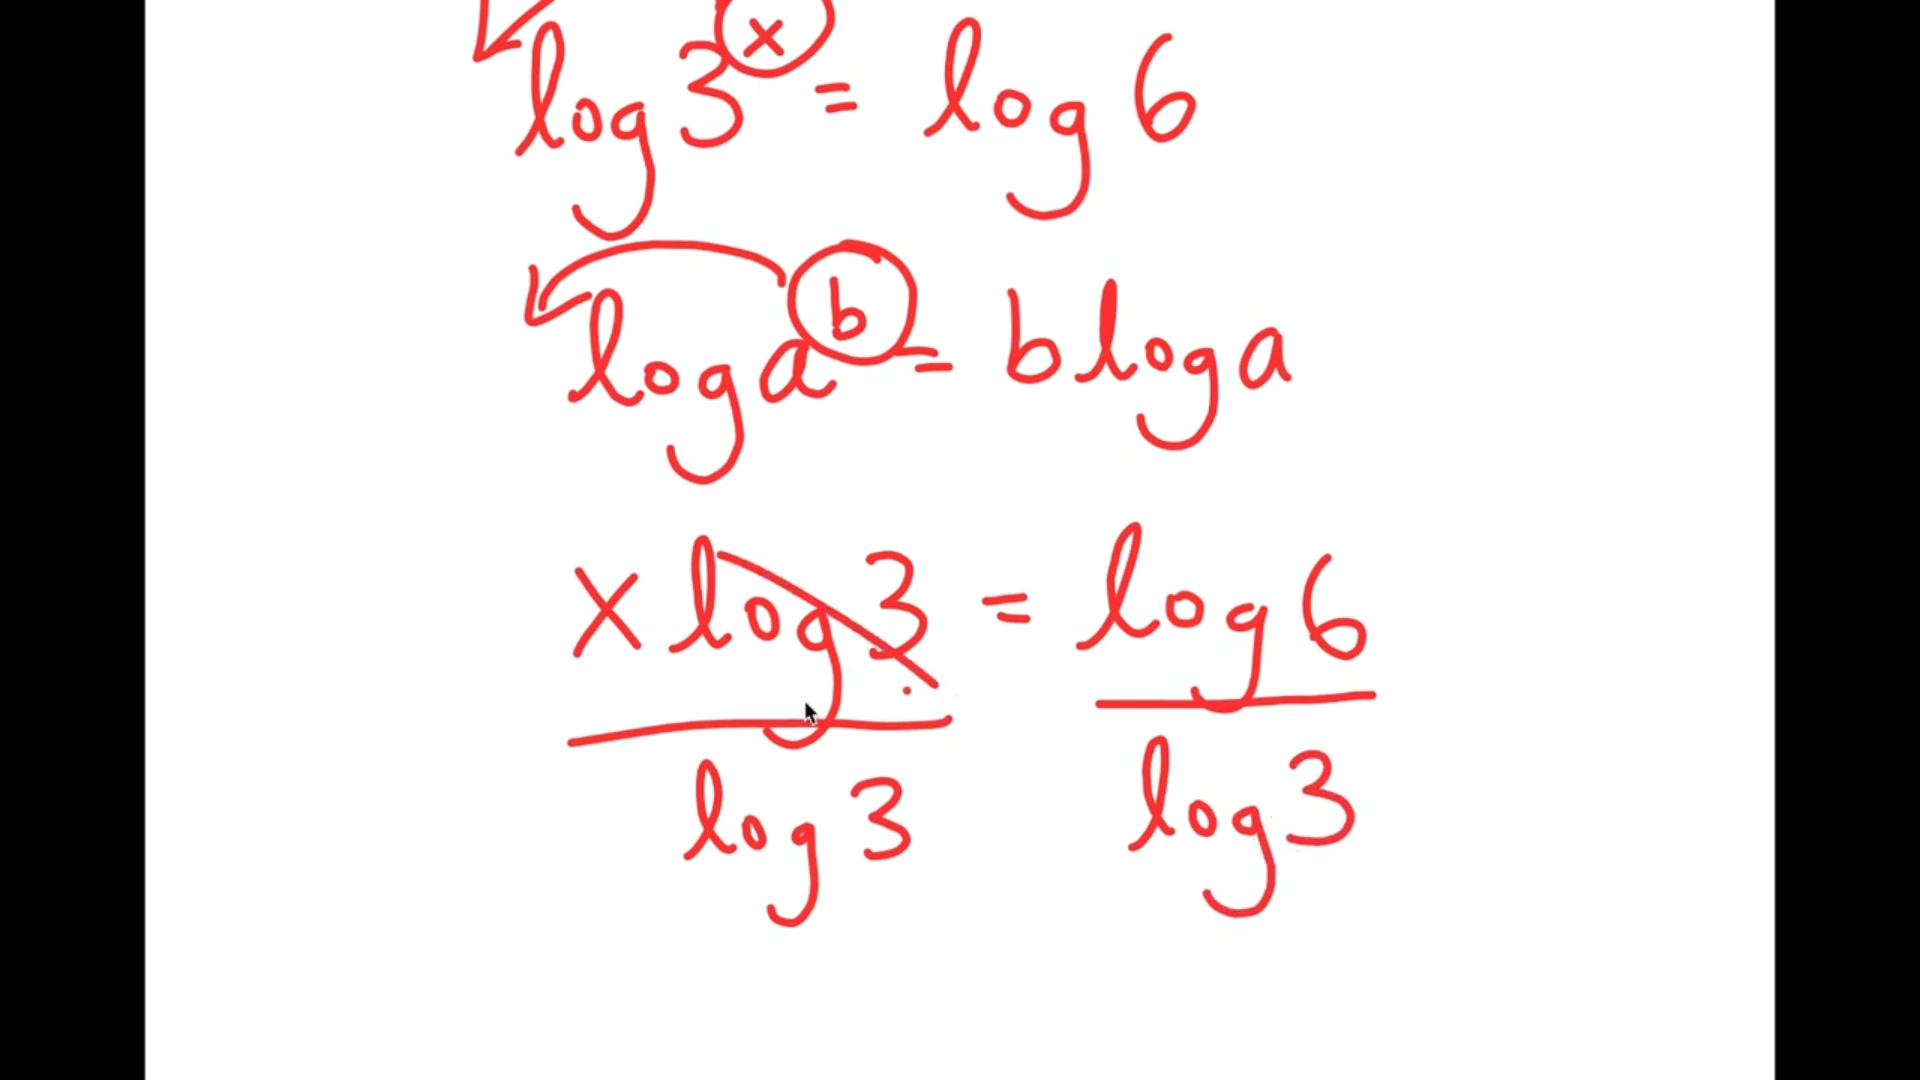 log 3^x = log 6
log a^b = b log a
x log 3 = log 6
log 3 log 3